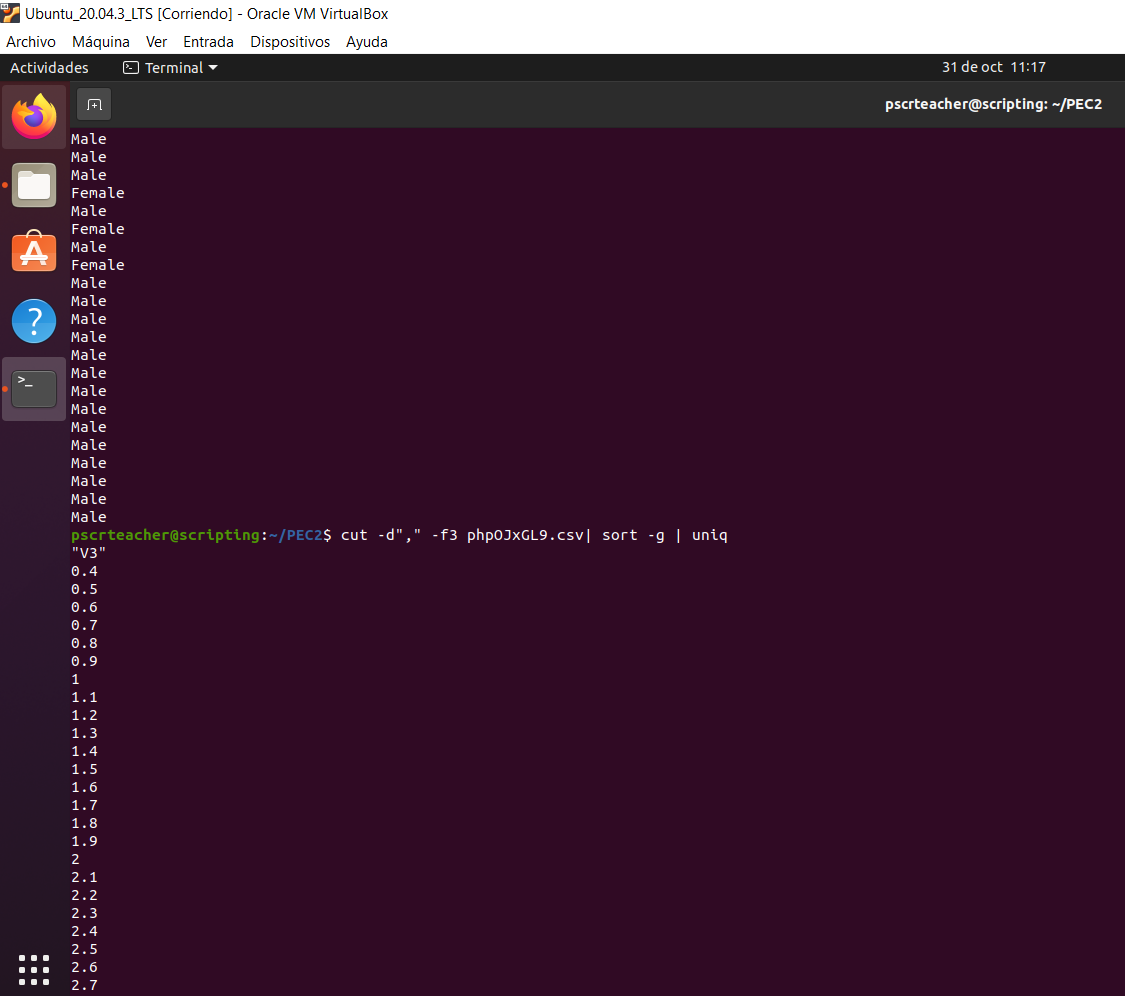 Ubuntu_20.04.3_LTS [Corriendo] - Oracle VM VirtualBox
Archivo Máquina Ver Entrada Dispositivos Ayuda
Actividades Terminal 31 de oct 11:17
pscrteacher@scripting: ~/PEC2
Male
Male
Male
Female
Male
Female
Male
Female
Male
Male
Male
Male
Male
Male
Male
Male
Male
Male
Male
Male
Male
Male
pscrteacher@scripting:~/PEC2$ cut -d"," -f3 phpOJxGL9.csv| sort -g | uniq
"V3"
0.4
0.5
0.6
0.7
0.8
0.9
1
1.1
1.2
1.3
1.4
1.5
1.6
1.7
1.8
1.9
2
2.1
2.2
2.3
2.4
2.5
2.6
2.7